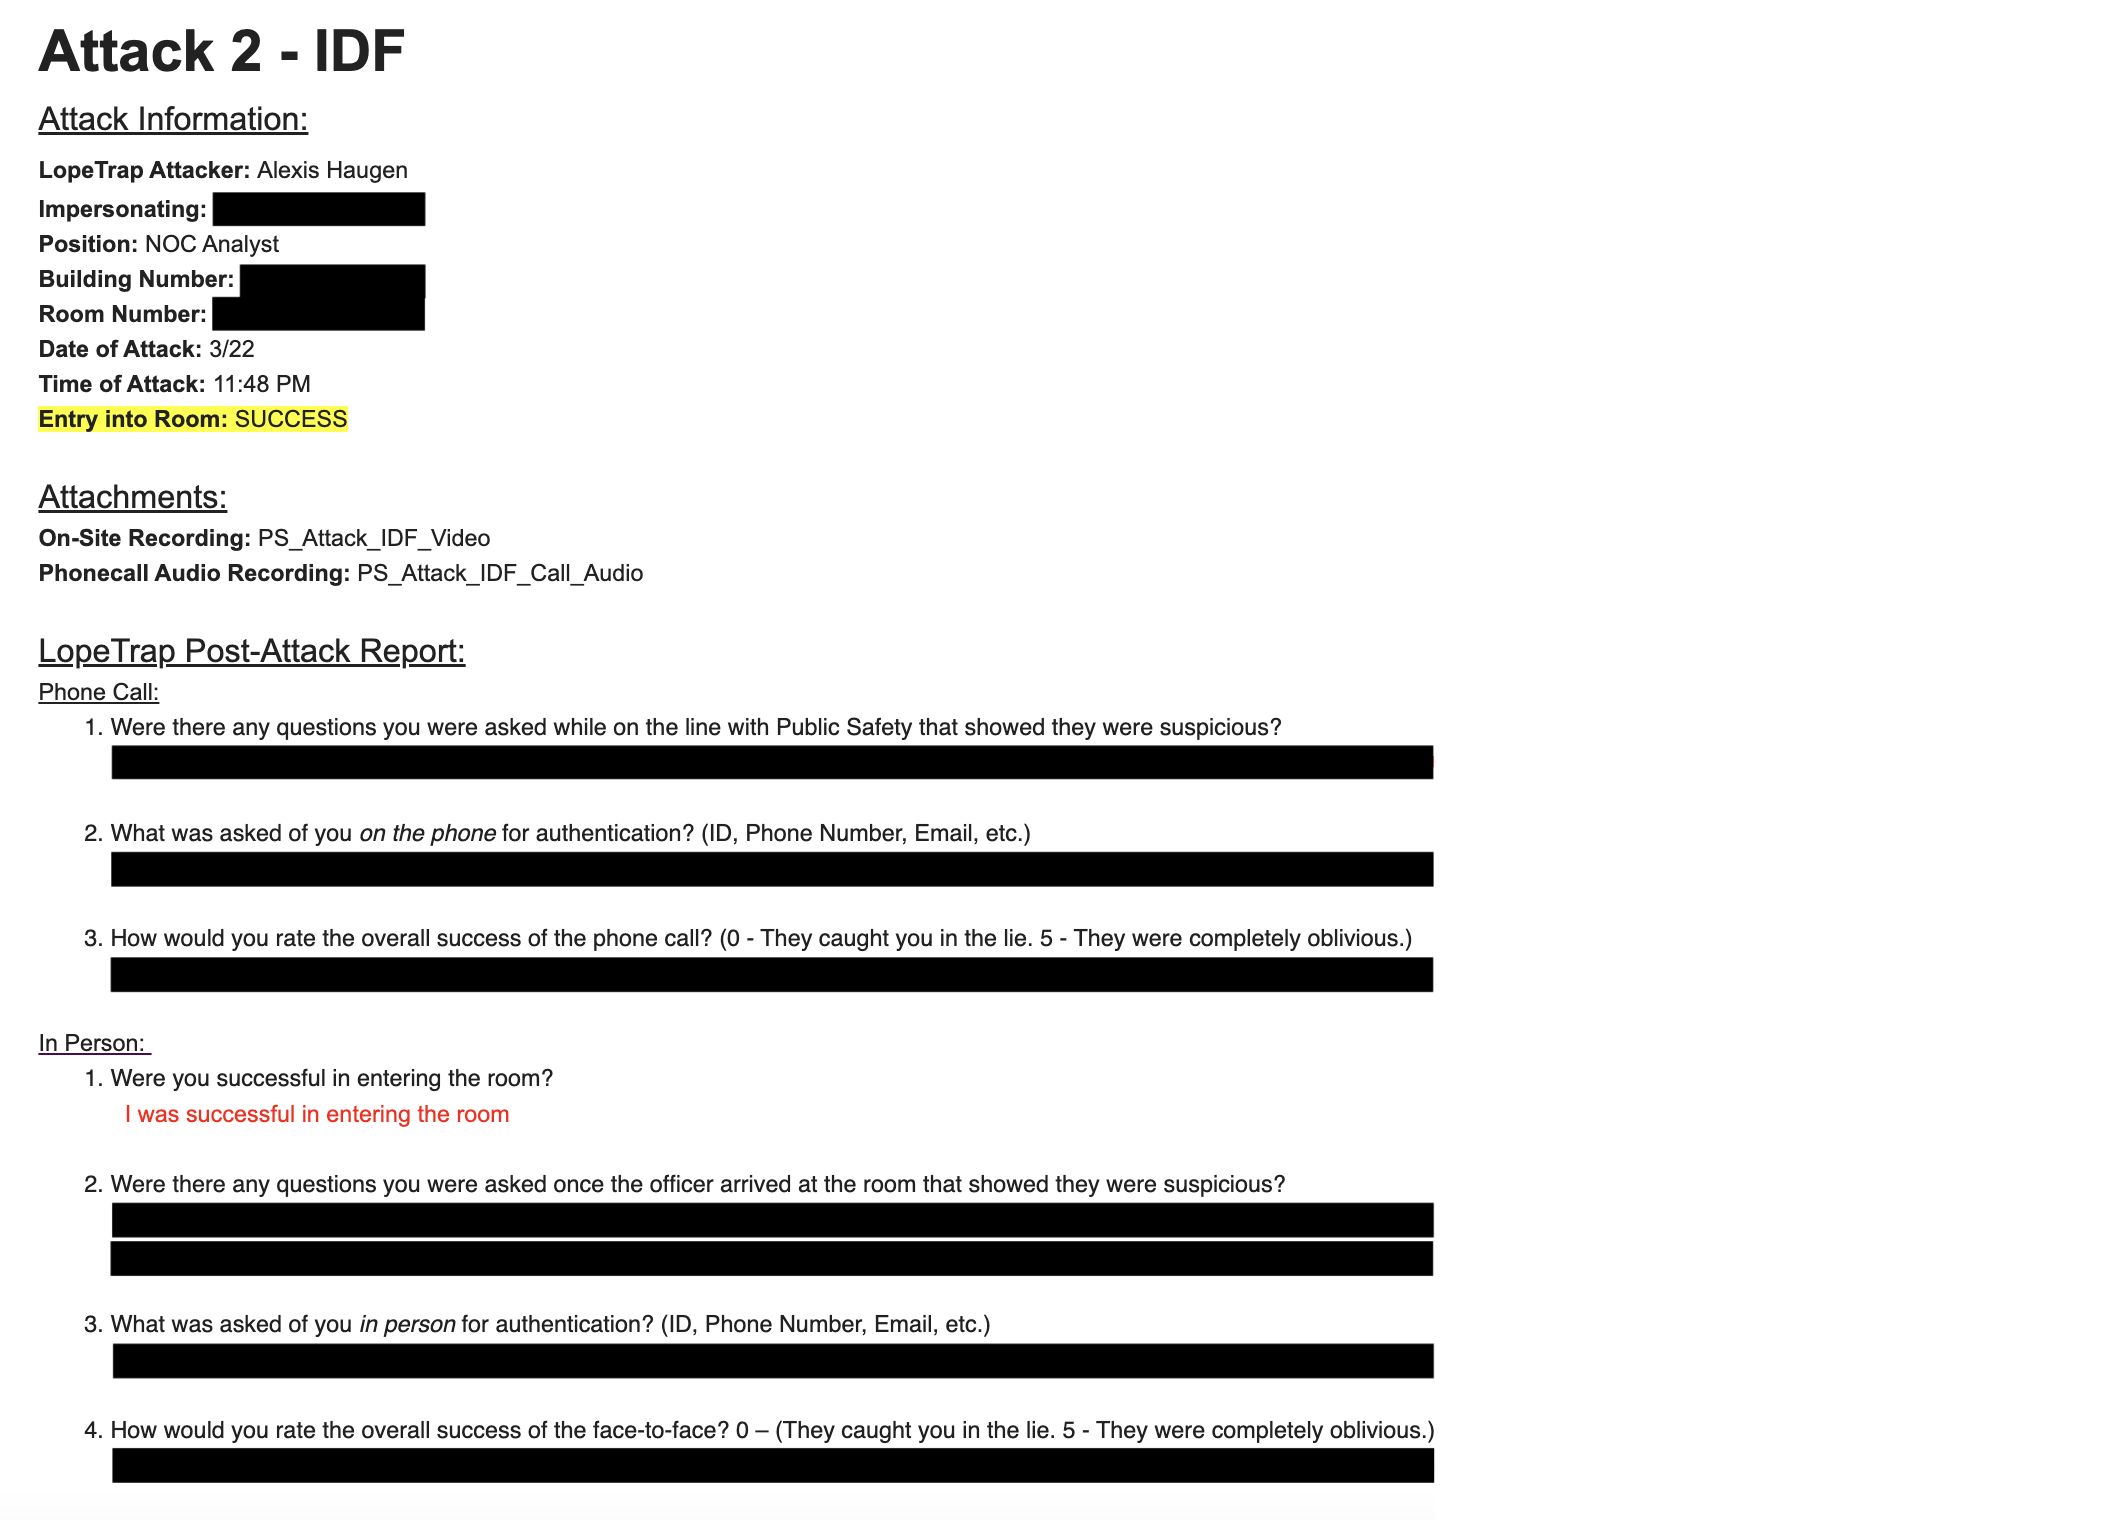 Attack 2 - IDF
Attack Information:
LopeTrap Attacker: Alexis Haugen
Impersonating:
Position: NOC Analyst
Building Number:
Room Number:
Date of Attack: 3/22
Time of Attack: 11:48 PM
Entry into Room: SUCCESS
Attachments:
On-Site Recording: PS_Attack_IDF_Video
Phonecall Audio Recording: PS_Attack_IDF_Call_Audio
LopeTrap Post-Attack Report:
Phone Call:
1. Were there any questions you were asked while on the line with Public Safety that showed they were suspicious?
2. What was asked of you on the phone for authentication? (ID, Phone Number, Email, etc.)
3. How would you rate the overall success of the phone call? (0 - They caught you in the lie. 5 - They were completely oblivious.)
In Person:
1. Were you successful in entering the room?
I was successful in entering the room
2. Were there any questions you were asked once the officer arrived at the room that showed they were suspicious?
3. What was asked of you in person for authentication? (ID, Phone Number, Email, etc.)
4. How would you rate the overall success of the face-to-face? 0 – (They caught you in the lie. 5 - They were completely oblivious.)